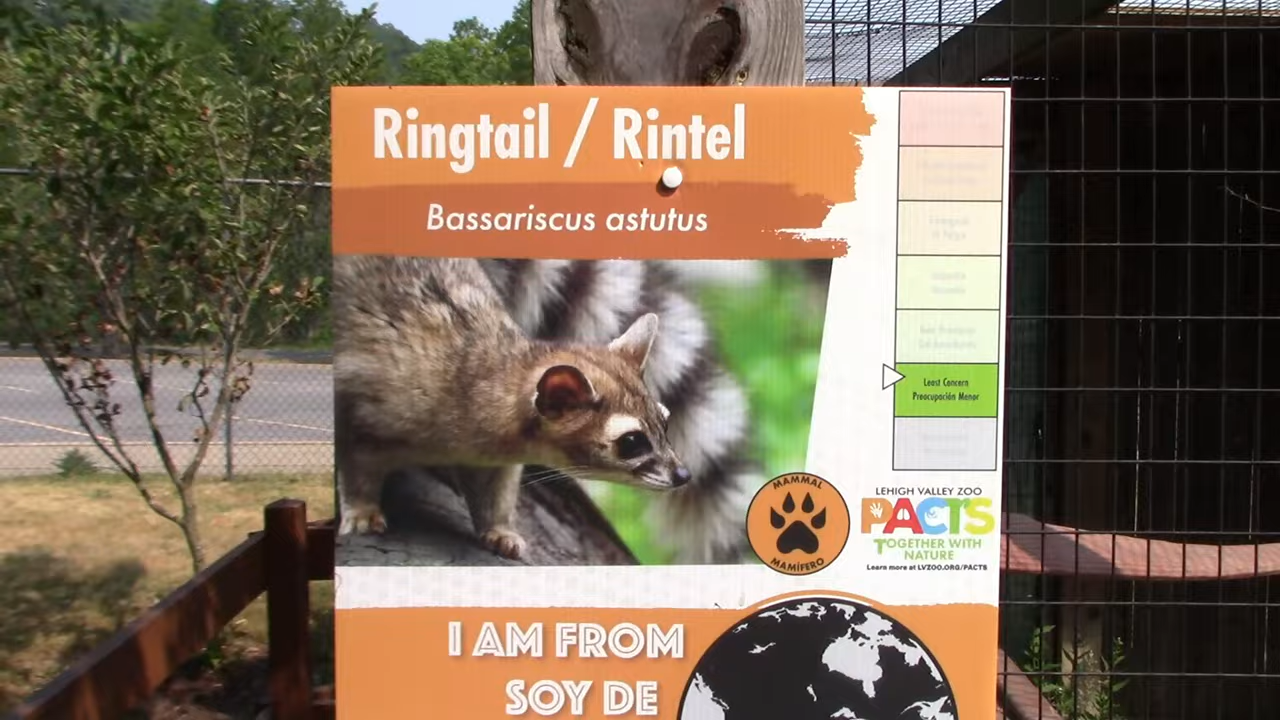 Ringtail / Rintel
Bassariscus astutus
Least Concern
Preocupación Menor
MAMMAL
MAMÍFERO
LEHIGH VALLEY ZOO
PACTS
TOGETHER WITH
NATURE
Learn more at LVZOO.ORG/PACTS
I AM FROM
SOY DE